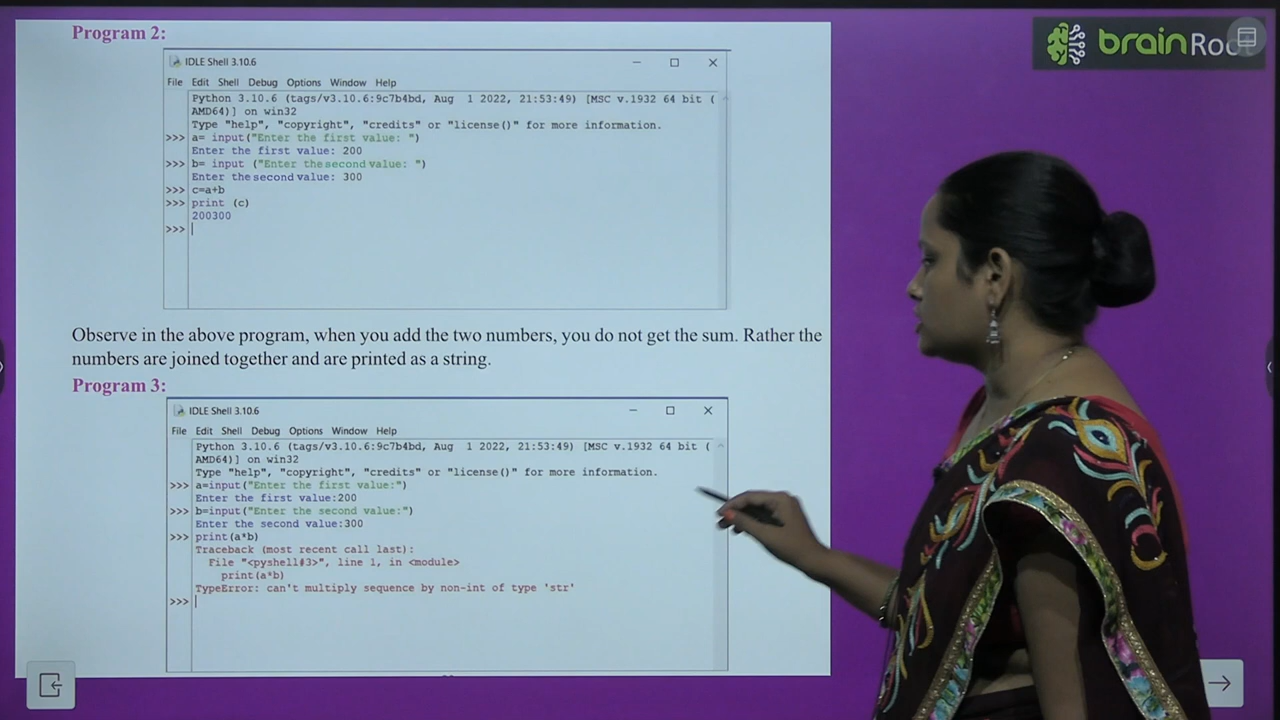 Program 2:
brain Roo
IDLE Shell 3.10.6
File Edit Shell Debug Options Window Help
Python 3.10.6 (tags/v3.10.6:9c7b4bd, Aug 1 2022, 21:53:49) [MSC v.1932 64 bit (
AMD64)] on win32
Type "help", "copyright", "credits" or "license()" for more information.
>>> a= input("Enter the first value: ")
Enter the first value: 200
>>> b= input ("Enter the second value: ")
Enter the second value: 300
>>> c=a+b
>>> print (c)
200300
>>>
Observe in the above program, when you add the two numbers, you do not get the sum. Rather the
numbers are joined together and are printed as a string.
Program 3:
IDLE Shell 3.10.6
File Edit Shell Debug Options Window Help
Python 3.10.6 (tags/v3.10.6:9c7b4bd, Aug 1 2022, 21:53:49) [MSC v.1932 64 bit (
AMD64)] on win32
Type "help", "copyright", "credits" or "license()" for more information.
>>> a=input("Enter the first value:")
Enter the first value:200
>>> b=input("Enter the second value:")
Enter the second value:300
>>> print(a*b)
Traceback (most recent call last):
File "<pyshell#3>", line 1, in <module>
print(a*b)
TypeError: can't multiply sequence by non-int of type 'str'
>>>